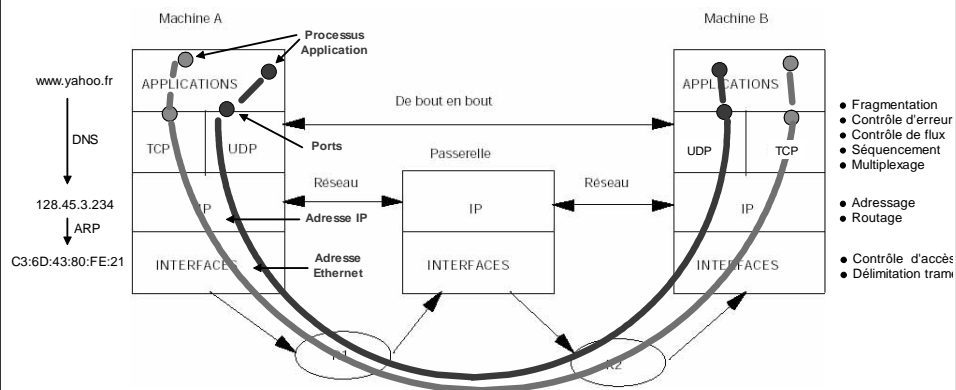 Machine A
Machine B
Processus
Application
www.yahoo.fr
APPLICATIONS
APPLICATIONS
De bout en bout
Fragmentation
Contrôle d'erreur
Contrôle de flux
Séquencement
Multiplexage
DNS
TCP
UDP
Ports
Passerelle
UDP
TCP
Réseau
Réseau
128.45.3.234
IP
Adresse IP
IP
IP
Adressage
Routage
ARP
C3:6D:43:80:FE:21
INTERFACES
Adresse
Ethernet
INTERFACES
INTERFACES
Contrôle d'accès
Délimitation trame
R1
R2